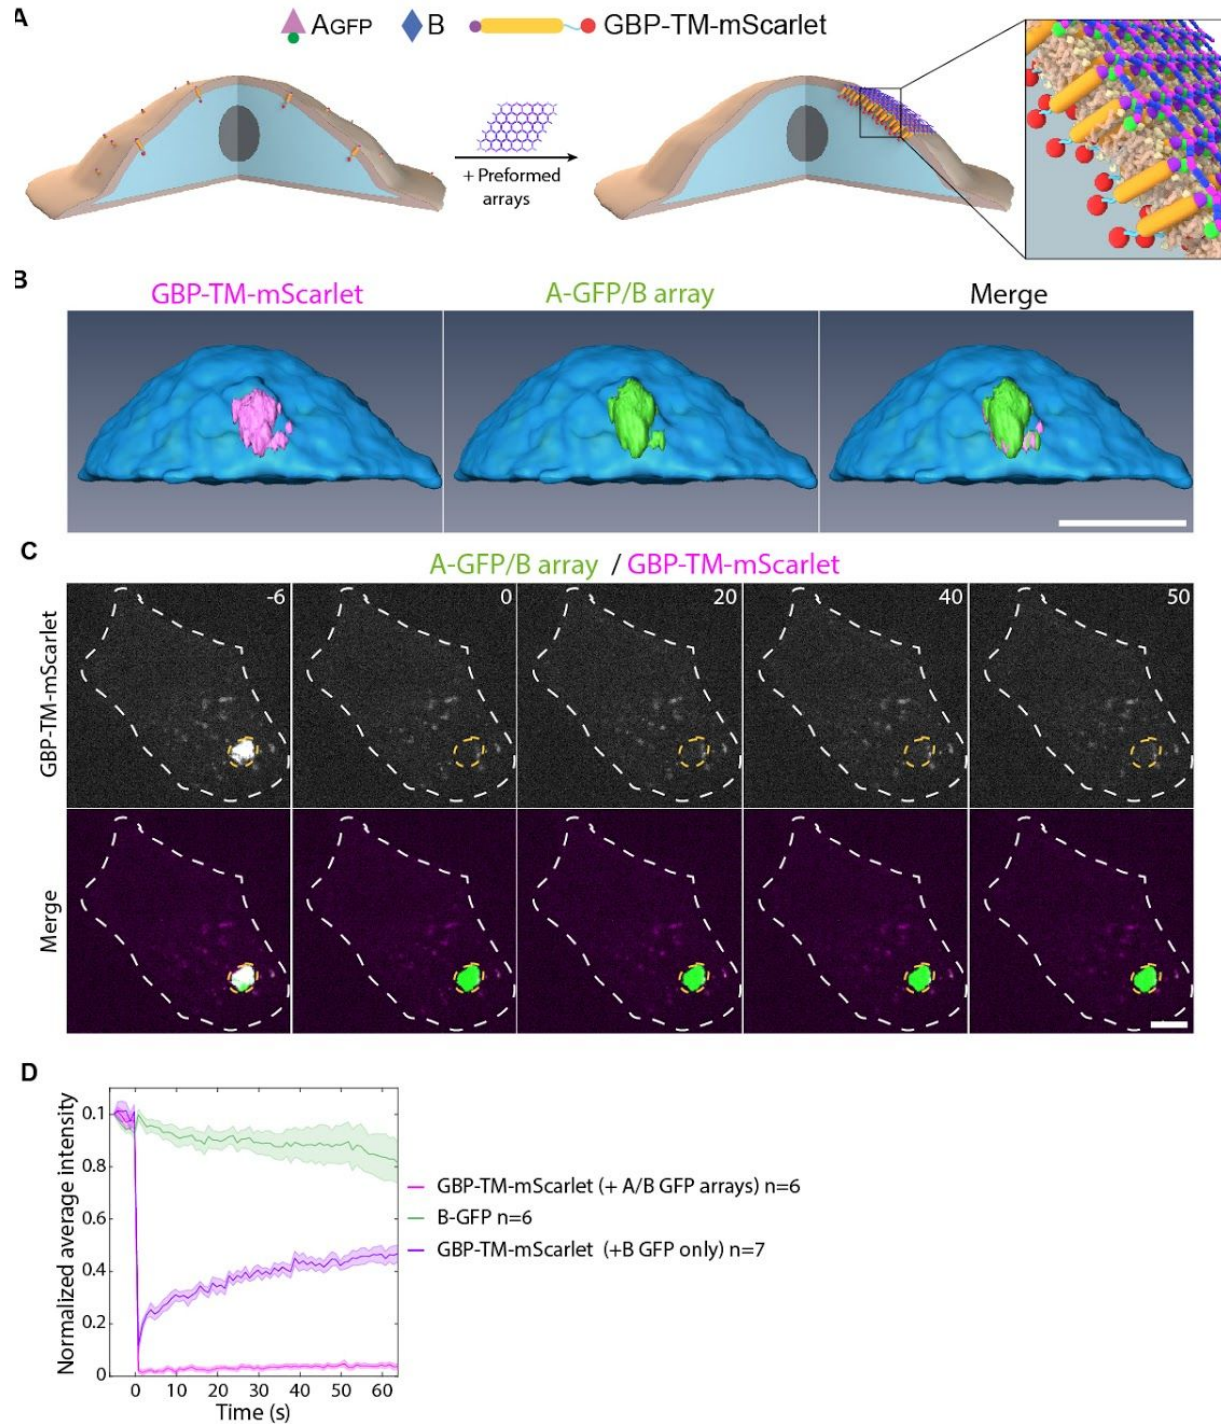 A
AGFP B GBP-TM-mScarlet
+ Preformed
arrays
B
GBP-TM-mScarlet A-GFP/B array Merge
C
A-GFP/B array / GBP-TM-mScarlet
GBP-TM-mScarlet
-6 0 20 40 50
Merge
D
Normalized average intensity
0.1
0.8
0.6
0.4
0.2
0
0 10 20 30 40 50 60
Time (s)
GBP-TM-mScarlet (+ A/B GFP arrays) n=6
B-GFP n=6
GBP-TM-mScarlet (+B GFP only) n=7